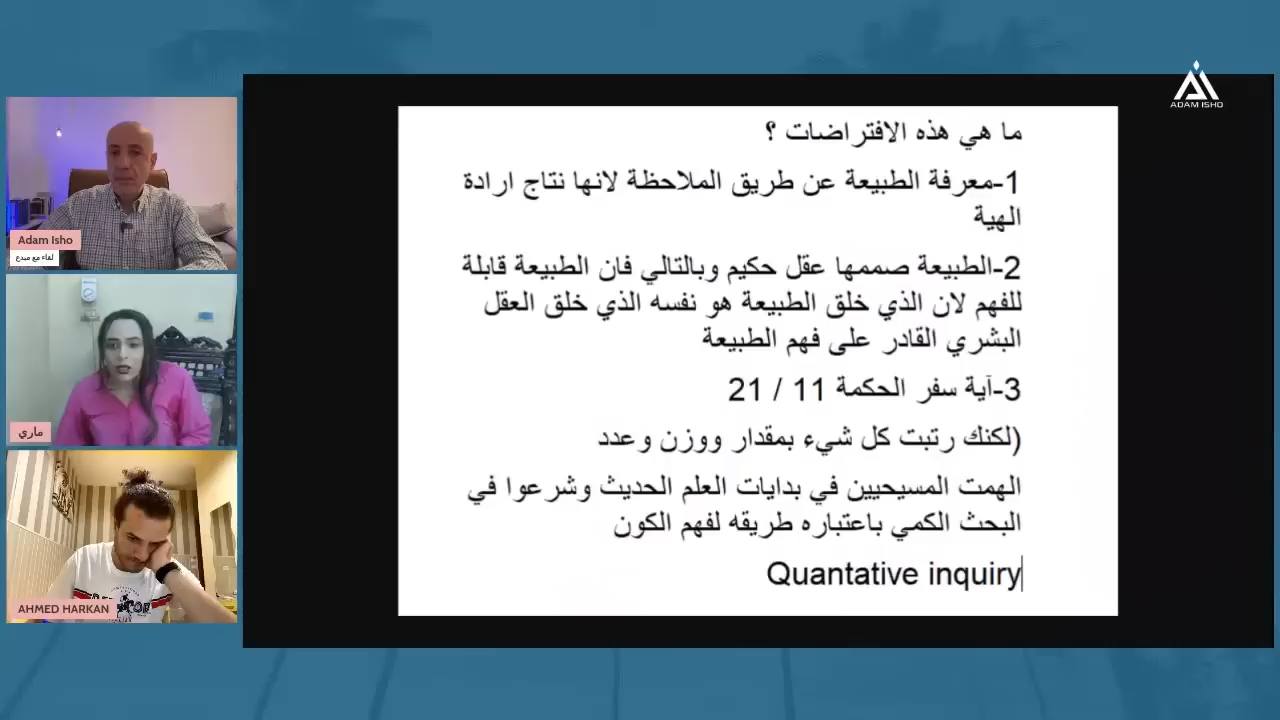 ADAM ISHO
ما هي هذه الافتراضات ؟
1-معرفة الطبيعة عن طريق الملاحظة لانها نتاج ارادة
الهية
2-الطبيعة صممها عقل حكيم وبالتالي فان الطبيعة قابلة
للفهم لان الذي خلق الطبيعة هو نفسه الذي خلق العقل
البشري القادر على فهم الطبيعة
3-آية سفر الحكمة 11 / 21
(لكنك رتبت كل شيء بمقدار ووزن وعدد
الهمت المسيحيين في بدايات العلم الحديث وشرعوا في
البحث الكمي باعتباره طريقه لفهم الكون
Quantative inquiry
Adam Isho
لقاء مع مبدع
ماري
AHMED HARKAN